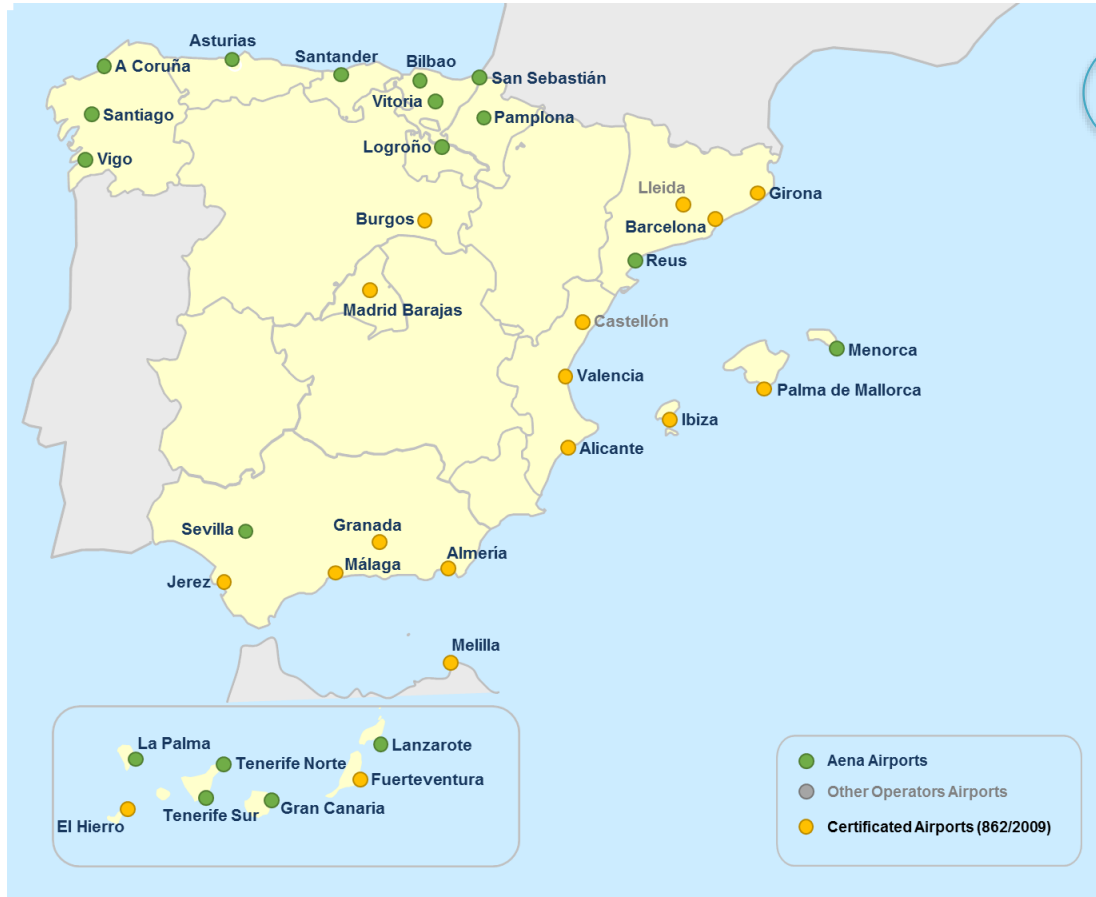 Asturias
Santander
Bilbao
A Coruña
San Sebastián
Vitoria
Santiago
Pamplona
Logroño
Vigo
Lleida
Girona
Burgos
Barcelona
Reus
Madrid Barajas
Castellón
Menorca
Valencia
Palma de Mallorca
Ibiza
Alicante
Sevilla
Granada
Almería
Málaga
Jerez
Melilla
La Palma
Lanzarote
Tenerife Norte
Fuerteventura
Gran Canaria
Tenerife Sur
El Hierro
Aena Airports
Other Operators Airports
Certificated Airports (862/2009)